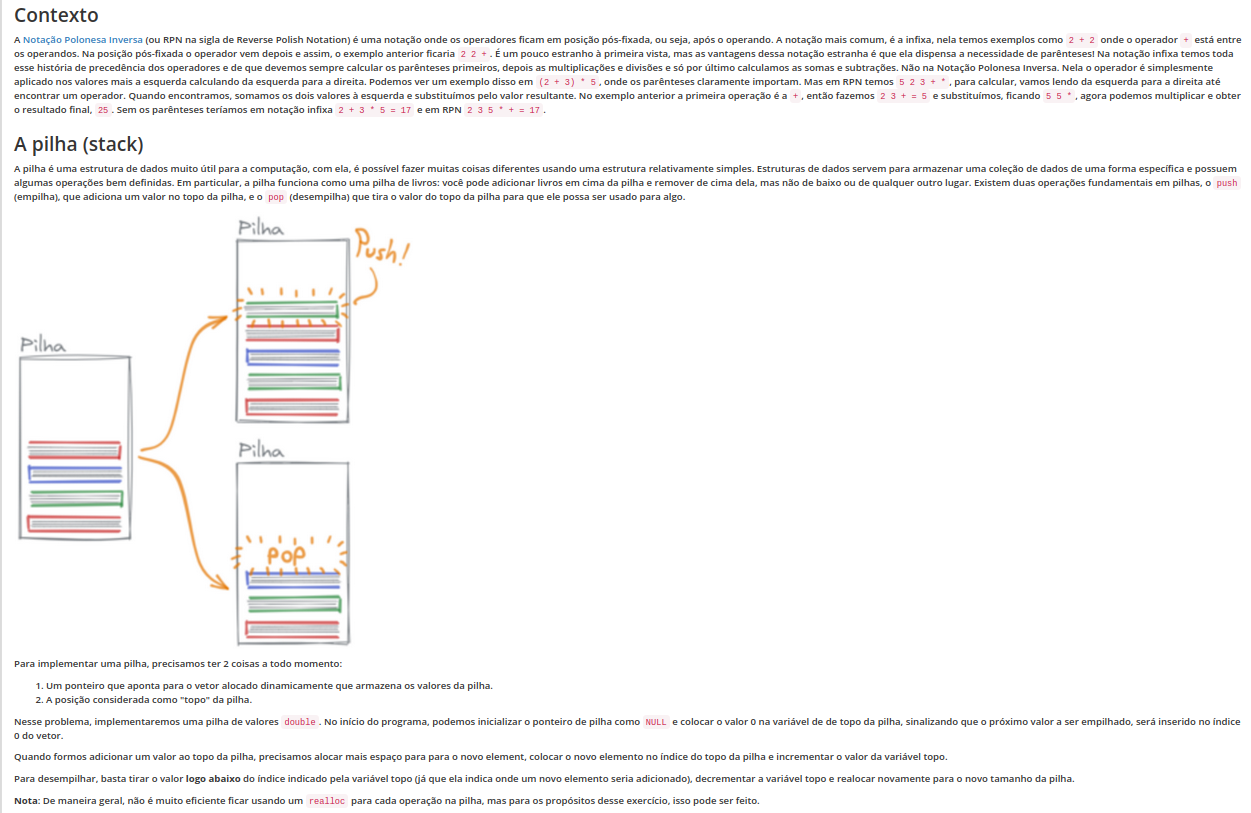 Contexto
A Notação Polonesa Inversa (ou RPN na sigla de Reverse Polish Notation) é uma notação onde os operadores ficam em posição pós-fixada, ou seja, após o operando. A notação mais comum, é a infixa, nela temos exemplos como 2 + 2 onde o operador + está entre
os operandos. Na posição pós-fixada o operador vem depois e assim, o exemplo anterior ficaria 2 2 + . É um pouco estranho à primeira vista, mas as vantagens dessa notação estranha é que ela dispensa a necessidade de parênteses! Na notação infixa temos toda
esse história de precedência dos operadores e de que devemos sempre calcular os parênteses primeiros, depois as multiplicações e divisões e só por último calculamos as somas e subtrações. Não na Notação Polonesa Inversa. Nela o operador é simplesmente
aplicado nos valores mais a esquerda calculando da esquerda para a direita. Podemos ver um exemplo disso em (2 + 3) * 5 , onde os parênteses claramente importam. Mas em RPN temos 5 2 3 + * , para calcular, vamos lendo da esquerda para a direita até
encontrar um operador. Quando encontramos, somamos os dois valores à esquerda e substituímos pelo valor resultante. No exemplo anterior a primeira operação é a + , então fazemos 2 3 + = 5 e substituímos, ficando 5 5 * , agora podemos multiplicar e obter
o resultado final, 25 . Sem os parênteses teríamos em notação infixa 2 + 3 * 5 = 17 e em RPN 2 3 5 * + = 17 .
A pilha (stack)
A pilha é uma estrutura de dados muito útil para a computação, com ela, é possível fazer muitas coisas diferentes usando uma estrutura relativamente simples. Estruturas de dados servem para armazenar uma coleção de dados de uma forma específica e possuem
algumas operações bem definidas. Em particular, a pilha funciona como uma pilha de livros: você pode adicionar livros em cima da pilha e remover de cima dela, mas não de baixo ou de qualquer outro lugar. Existem duas operações fundamentais em pilhas, o push
(empilha), que adiciona um valor no topo da pilha, e o pop (desempilha) que tira o valor do topo da pilha para que ele possa ser usado para algo.
Pilha
Push!
Pilha
Pilha
POP
Para implementar uma pilha, precisamos ter 2 coisas a todo momento:
1. Um ponteiro que aponta para o vetor alocado dinamicamente que armazena os valores da pilha.
2. A posição considerada como "topo" da pilha.
Nesse problema, implementaremos uma pilha de valores double . No início do programa, podemos inicializar o ponteiro de pilha como NULL e colocar o valor 0 na variável de de topo da pilha, sinalizando que o próximo valor a ser empilhado, será inserido no índice
0 do vetor.
Quando formos adicionar um valor ao topo da pilha, precisamos alocar mais espaço para para o novo element, colocar o novo elemento no índice do topo da pilha e incrementar o valor da variável topo.
Para desempilhar, basta tirar o valor logo abaixo do índice indicado pela variável topo (já que ela indica onde um novo elemento seria adicionado), decrementar a variável topo e realocar novamente para o novo tamanho da pilha.
Nota: De maneira geral, não é muito eficiente ficar usando um realloc para cada operação na pilha, mas para os propósitos desse exercício, isso pode ser feito.